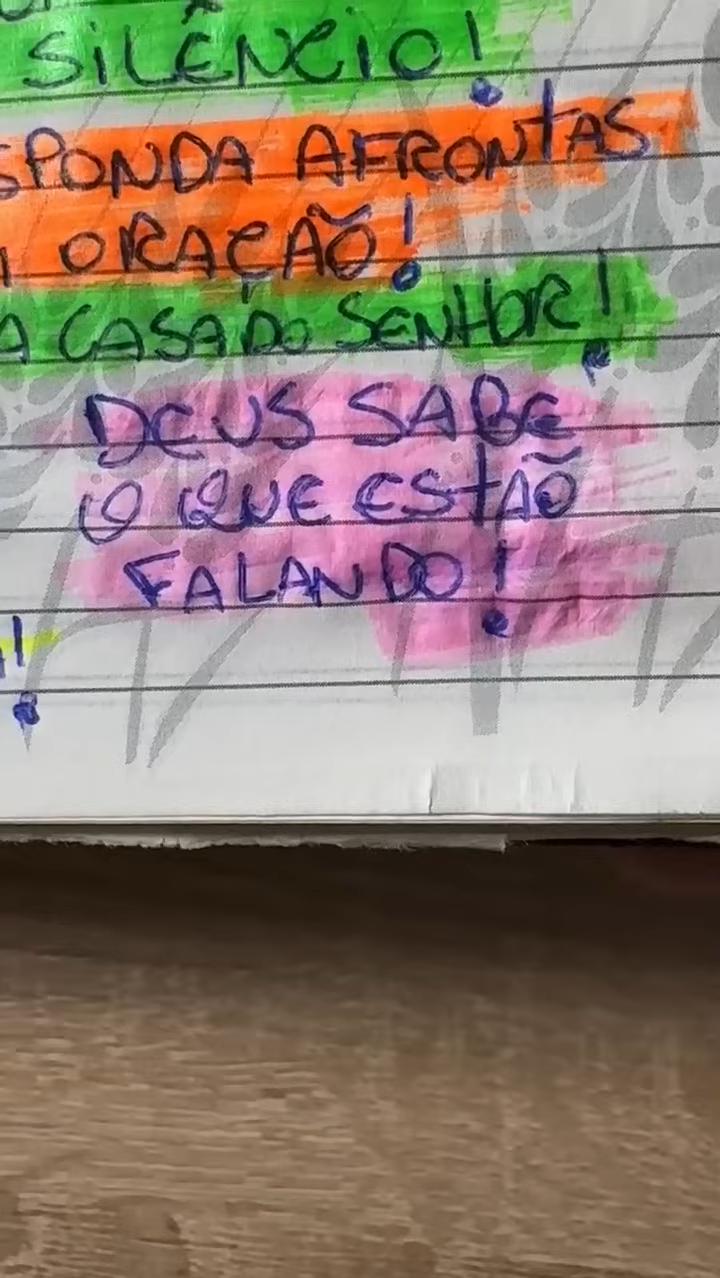 SILÊNCIO!
SPONDA AFRONTAS
ORAÇÃO!
A CASA DO SENHOR!
DEUS SABE
O QUE ESTÃO
FALANDO!